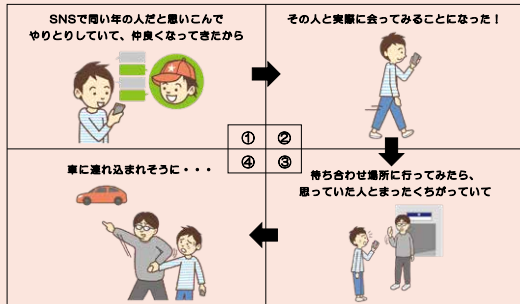 SNSで同い年の人だと思いこんで
やりとりしていて、仲良くなってきたから
その人と実際に会ってみることになった！
① ②
④ ③
待ち合わせ場所に行ってみたら、
思っていた人とまったくちがっていて
車に連れ込まれそうに・・・